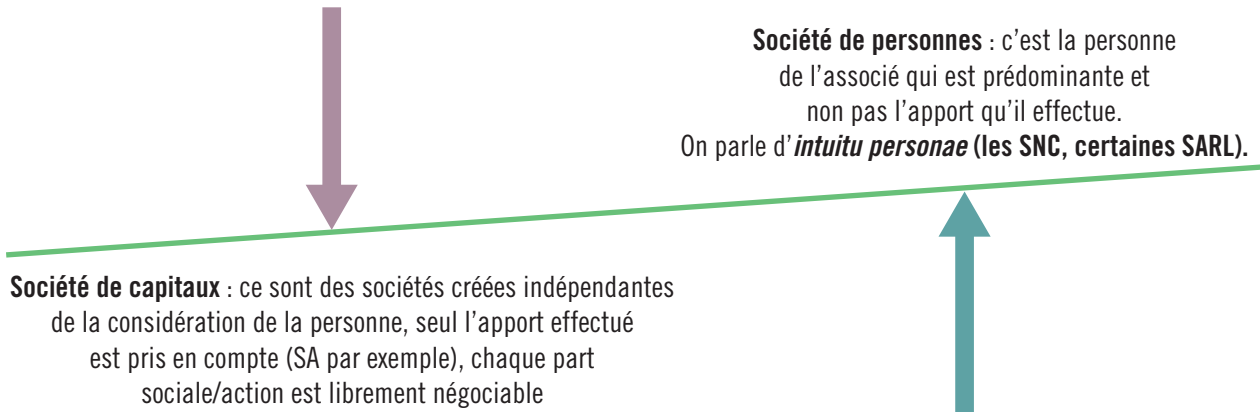 Société de personnes : c'est la personne
de l'associé qui est prédominante et
non pas l'apport qu'il effectue.
On parle d'intuitu personae (les SNC, certaines SARL).
Société de capitaux : ce sont des sociétés créées indépendantes
de la considération de la personne, seul l'apport effectué
est pris en compte (SA par exemple), chaque part
sociale/action est librement négociable